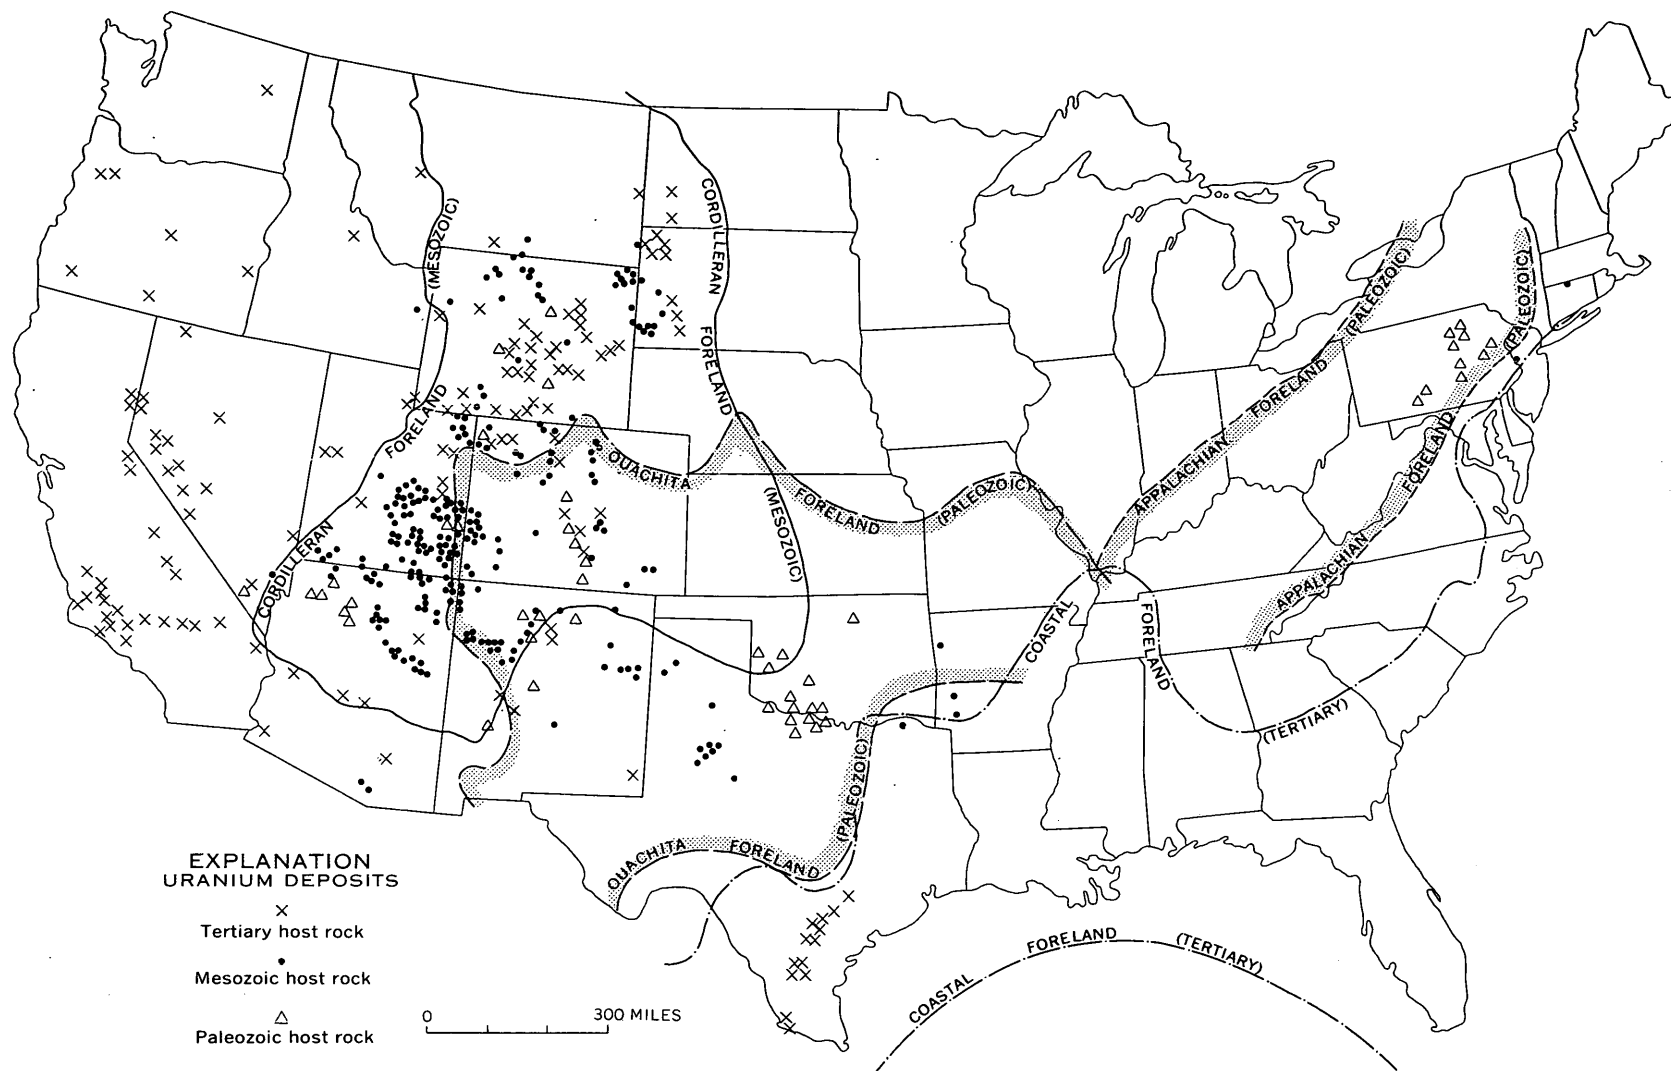 CORDILLERAN
FORELAND
(MESOZOIC)
(MESOZOIC)
FORELAND
CORDILLERAN
OUACHITA
FORELAND
(PALEOZOIC)
APPALACHIAN
FORELAND
(PALEOZOIC)
(PALEOZOIC)
FORELAND
APPALACHIAN
COASTAL
FORELAND
(TERTIARY)
(PALEOZOIC)
OUACHITA
FORELAND
COASTAL
FORELAND
(TERTIARY)
EXPLANATION
URANIUM DEPOSITS
Tertiary host rock
Mesozoic host rock
Paleozoic host rock
0 300 MILES